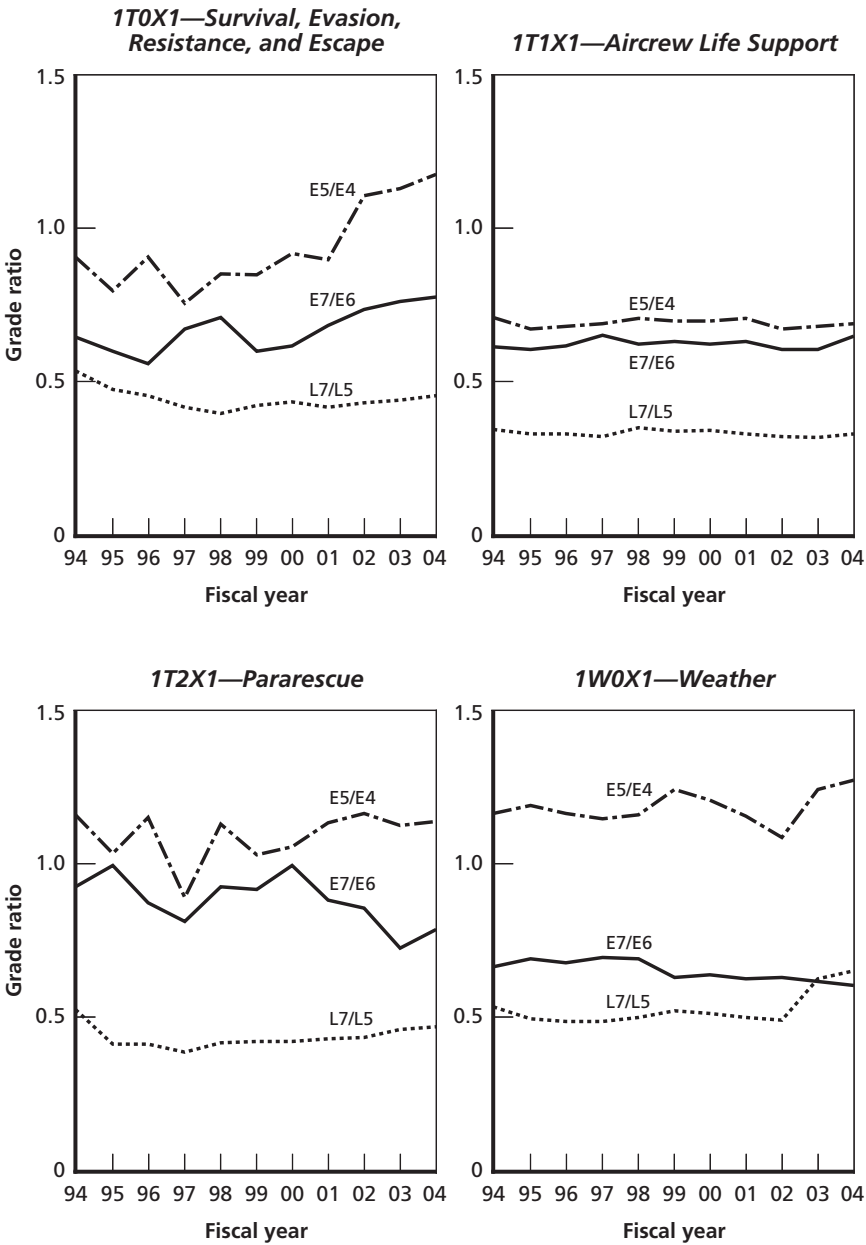 1T0X1—Survival, Evasion,
Resistance, and Escape
1.5
1.0
0.5
0
Grade ratio
E5/E4
E7/E6
L7/L5
94 95 96 97 98 99 00 01 02 03 04
Fiscal year
1T1X1—Aircrew Life Support
1.5
1.0
0.5
0
E5/E4
E7/E6
L7/L5
94 95 96 97 98 99 00 01 02 03 04
Fiscal year
1T2X1—Pararescue
1.5
1.0
0.5
0
Grade ratio
E5/E4
E7/E6
L7/L5
94 95 96 97 98 99 00 01 02 03 04
Fiscal year
1W0X1—Weather
1.5
1.0
0.5
0
E5/E4
E7/E6
L7/L5
94 95 96 97 98 99 00 01 02 03 04
Fiscal year